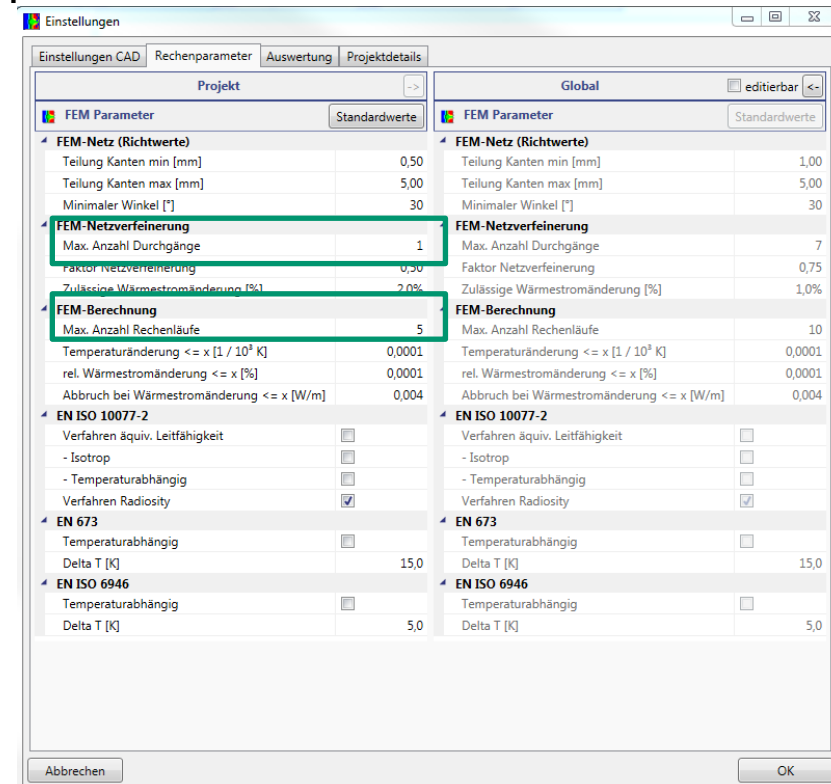 Einstellungen
Einstellungen CAD Rechenparameter Auswertung Projektdetails
Projekt -> Global editierbar <-
FEM Parameter Standardwerte FEM Parameter Standardwerte
FEM-Netz (Richtwerte) FEM-Netz (Richtwerte)
Teilung Kanten min [mm] 0,50 Teilung Kanten min [mm] 1,00
Teilung Kanten max [mm] 5,00 Teilung Kanten max [mm] 5,00
Minimaler Winkel [°] 30 Minimaler Winkel [°] 30
FEM-Netzverfeinerung FEM-Netzverfeinerung
Max. Anzahl Durchgänge 1 Max. Anzahl Durchgänge 7
Faktor Netzverfeinerung 0,50 Faktor Netzverfeinerung 0,75
Zulässige Wärmestromänderung [%] 2,0% Zulässige Wärmestromänderung [%] 1,0%
FEM-Berechnung FEM-Berechnung
Max. Anzahl Rechenläufe 5 Max. Anzahl Rechenläufe 10
Temperaturänderung <= x [1 / 10³ K] 0,0001 Temperaturänderung <= x [1 / 10³ K] 0,0001
rel. Wärmestromänderung <= x [%] 0,0001 rel. Wärmestromänderung <= x [%] 0,0001
Abbruch bei Wärmestromänderung <= x [W/m] 0,004 Abbruch bei Wärmestromänderung <= x [W/m] 0,004
EN ISO 10077-2 EN ISO 10077-2
Verfahren äquiv. Leitfähigkeit Verfahren äquiv. Leitfähigkeit
- Isotrop - Isotrop
- Temperaturabhängig - Temperaturabhängig
Verfahren Radiosity Verfahren Radiosity
EN 673 EN 673
Temperaturabhängig Temperaturabhängig
Delta T [K] 15,0 Delta T [K] 15,0
EN ISO 6946 EN ISO 6946
Temperaturabhängig Temperaturabhängig
Delta T [K] 5,0 Delta T [K] 5,0
Abbrechen OK